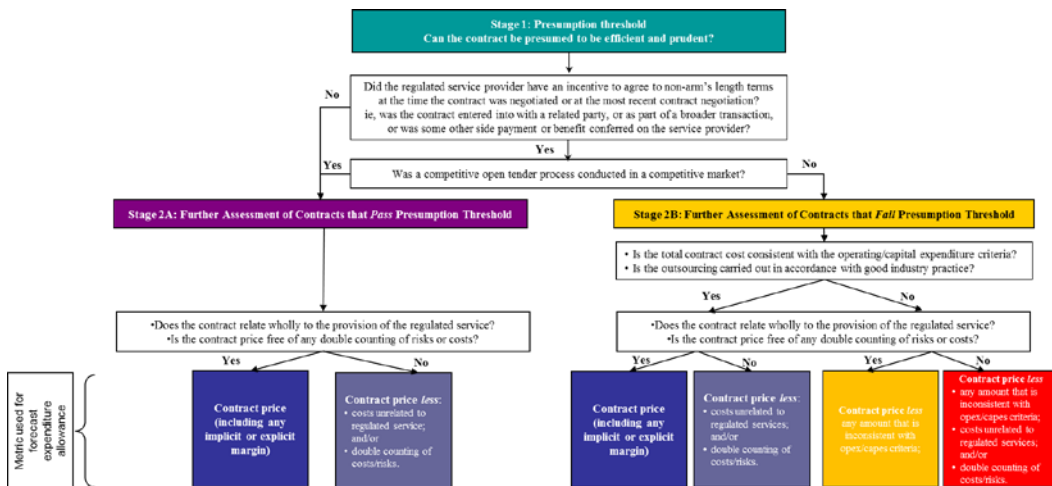 Stage 1: Presumption threshold
Can the contract be presumed to be efficient and prudent?
No
Did the regulated service provider have an incentive to agree to non-arm's length terms
at the time the contract was negotiated or at the most recent contract negotiation?
ie, was the contract entered into with a related party, or as part of a broader transaction,
or was some other side payment or benefit conferred on the service provider?
Yes
Yes
Was a competitive open tender process conducted in a competitive market?
No
Stage 2A: Further Assessment of Contracts that Pass Presumption Threshold
Stage 2B: Further Assessment of Contracts that Fail Presumption Threshold
• Is the total contract cost consistent with the operating/capital expenditure criteria?
• Is the outsourcing carried out in accordance with good industry practice?
Yes
No
•Does the contract relate wholly to the provision of the regulated service?
•Is the contract price free of any double counting of risks or costs?
•Does the contract relate wholly to the provision of the regulated service?
•Is the contract price free of any double counting of risks or costs?
Yes
No
Yes
No
Yes
No
Metric used for
forecast
expenditure
allowance
Contract price
(including any
implicit or explicit
margin)
Contract price less:
• costs unrelated to
regulated service;
and/or
• double counting of
costs/risks.
Contract price
(including any
implicit or explicit
margin)
Contract price less:
• costs unrelated to
regulated services;
and/or
• double counting of
costs/risks.
Contract price less
any amount that is
inconsistent with
opex/capex criteria;
Contract price less
• any amount that is
inconsistent with
opex/capex criteria;
• costs unrelated to
regulated services;
and/or
• double counting of
costs/risks.